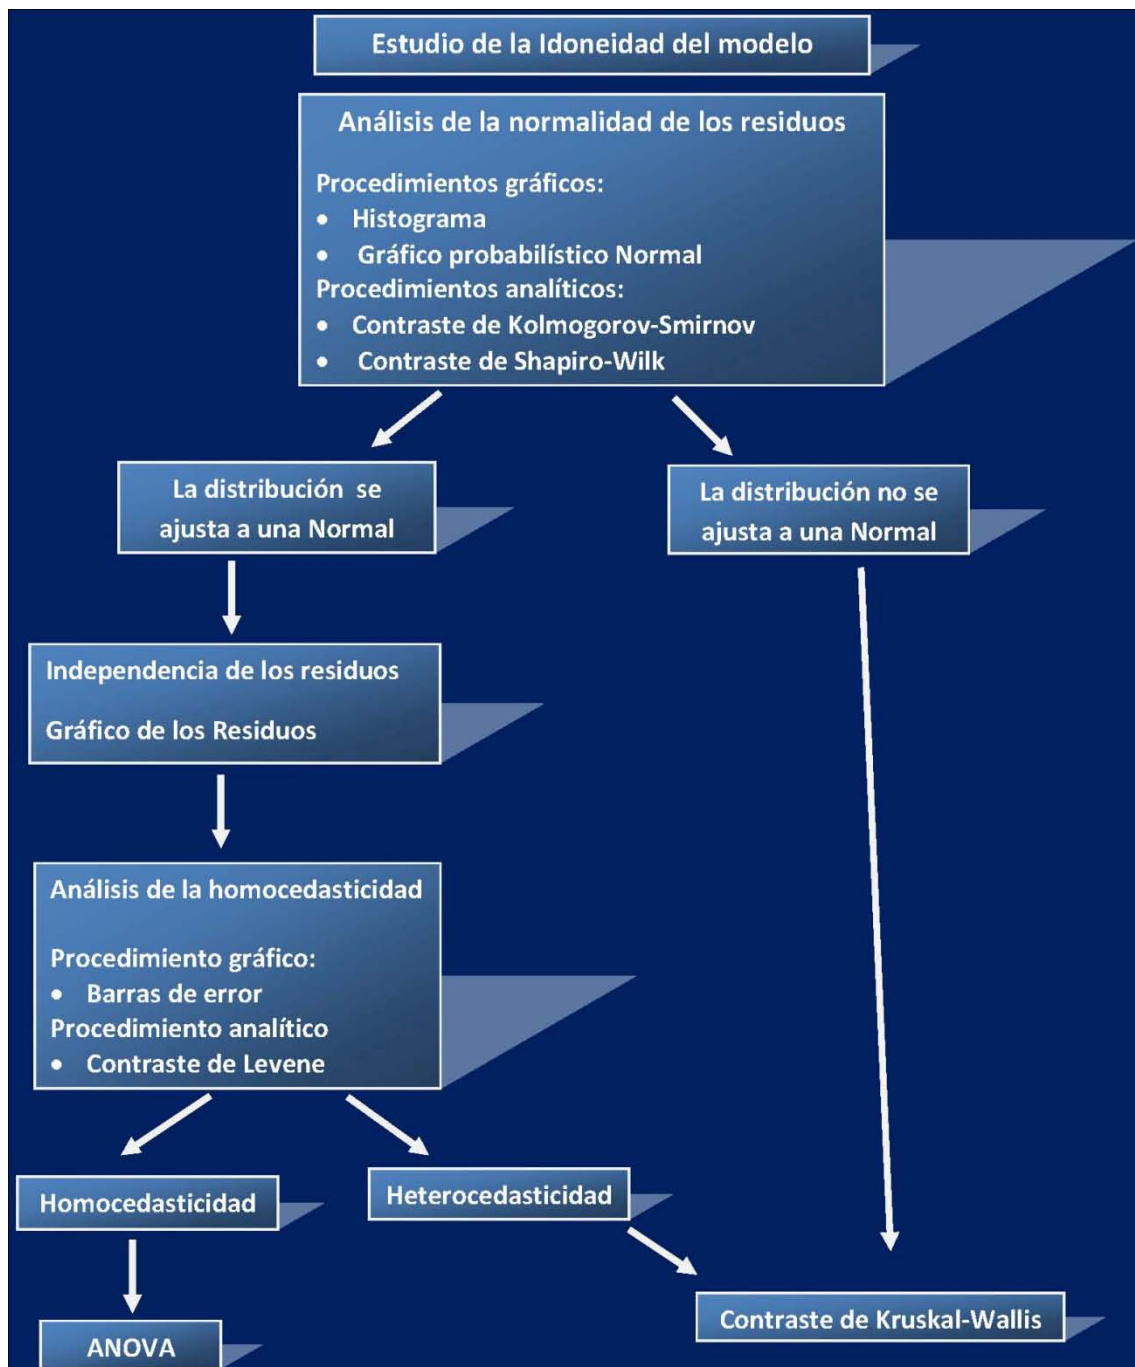 Estudio de la Idoneidad del modelo
Análisis de la normalidad de los residuos
Procedimientos gráficos:
• Histograma
• Gráfico probabilístico Normal
Procedimientos analíticos:
• Contraste de Kolmogorov-Smirnov
• Contraste de Shapiro-Wilk
La distribución se
ajusta a una Normal
La distribución no se
ajusta a una Normal
Independencia de los residuos
Gráfico de los Residuos
Análisis de la homocedasticidad
Procedimiento gráfico:
• Barras de error
Procedimiento analítico
• Contraste de Levene
Homocedasticidad
Heterocedasticidad
ANOVA
Contraste de Kruskal-Wallis